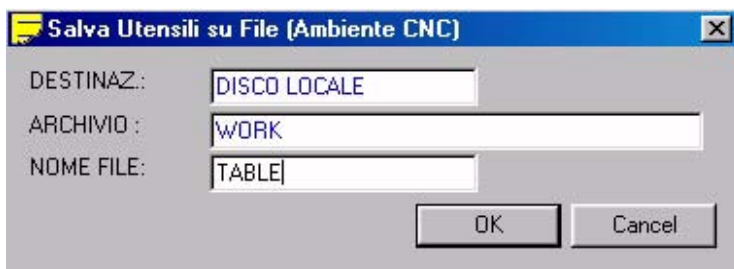 Salva Utensili su File (Ambiente CNC)
DESTINAZ.: DISCO LOCALE
ARCHIVIO : WORK
NOME FILE: TABLE
OK Cancel